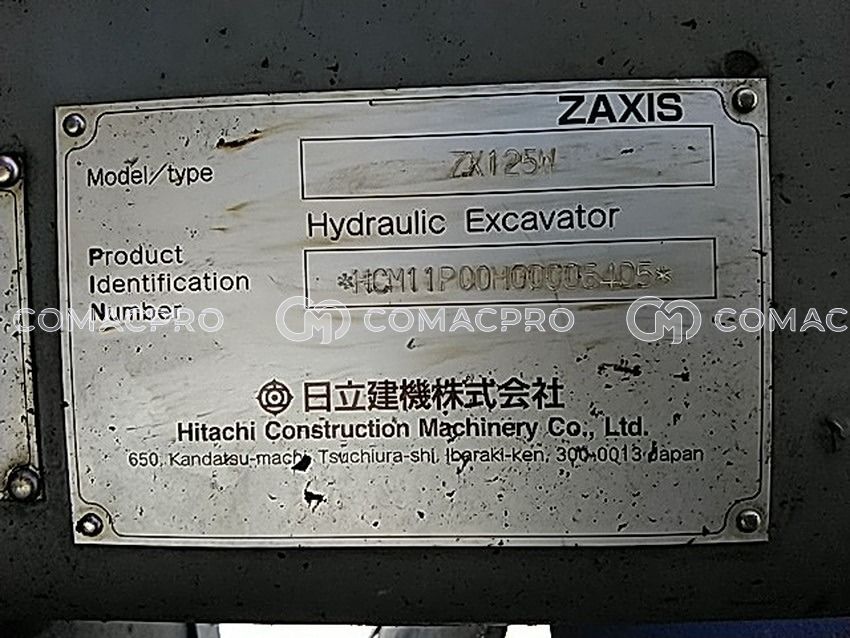 ZAXIS
Model/type
ZX125W
Hydraulic Excavator
Product
Identification
Number
*HCM11P00H00006405*
COMACPRO COMACPRO COMAC
日立建機株式会社
Hitachi Construction Machinery Co., Ltd.
650, Kandatsu-machi, Tsuchiura-shi, Ibaraki-ken, 300-0013 Japan